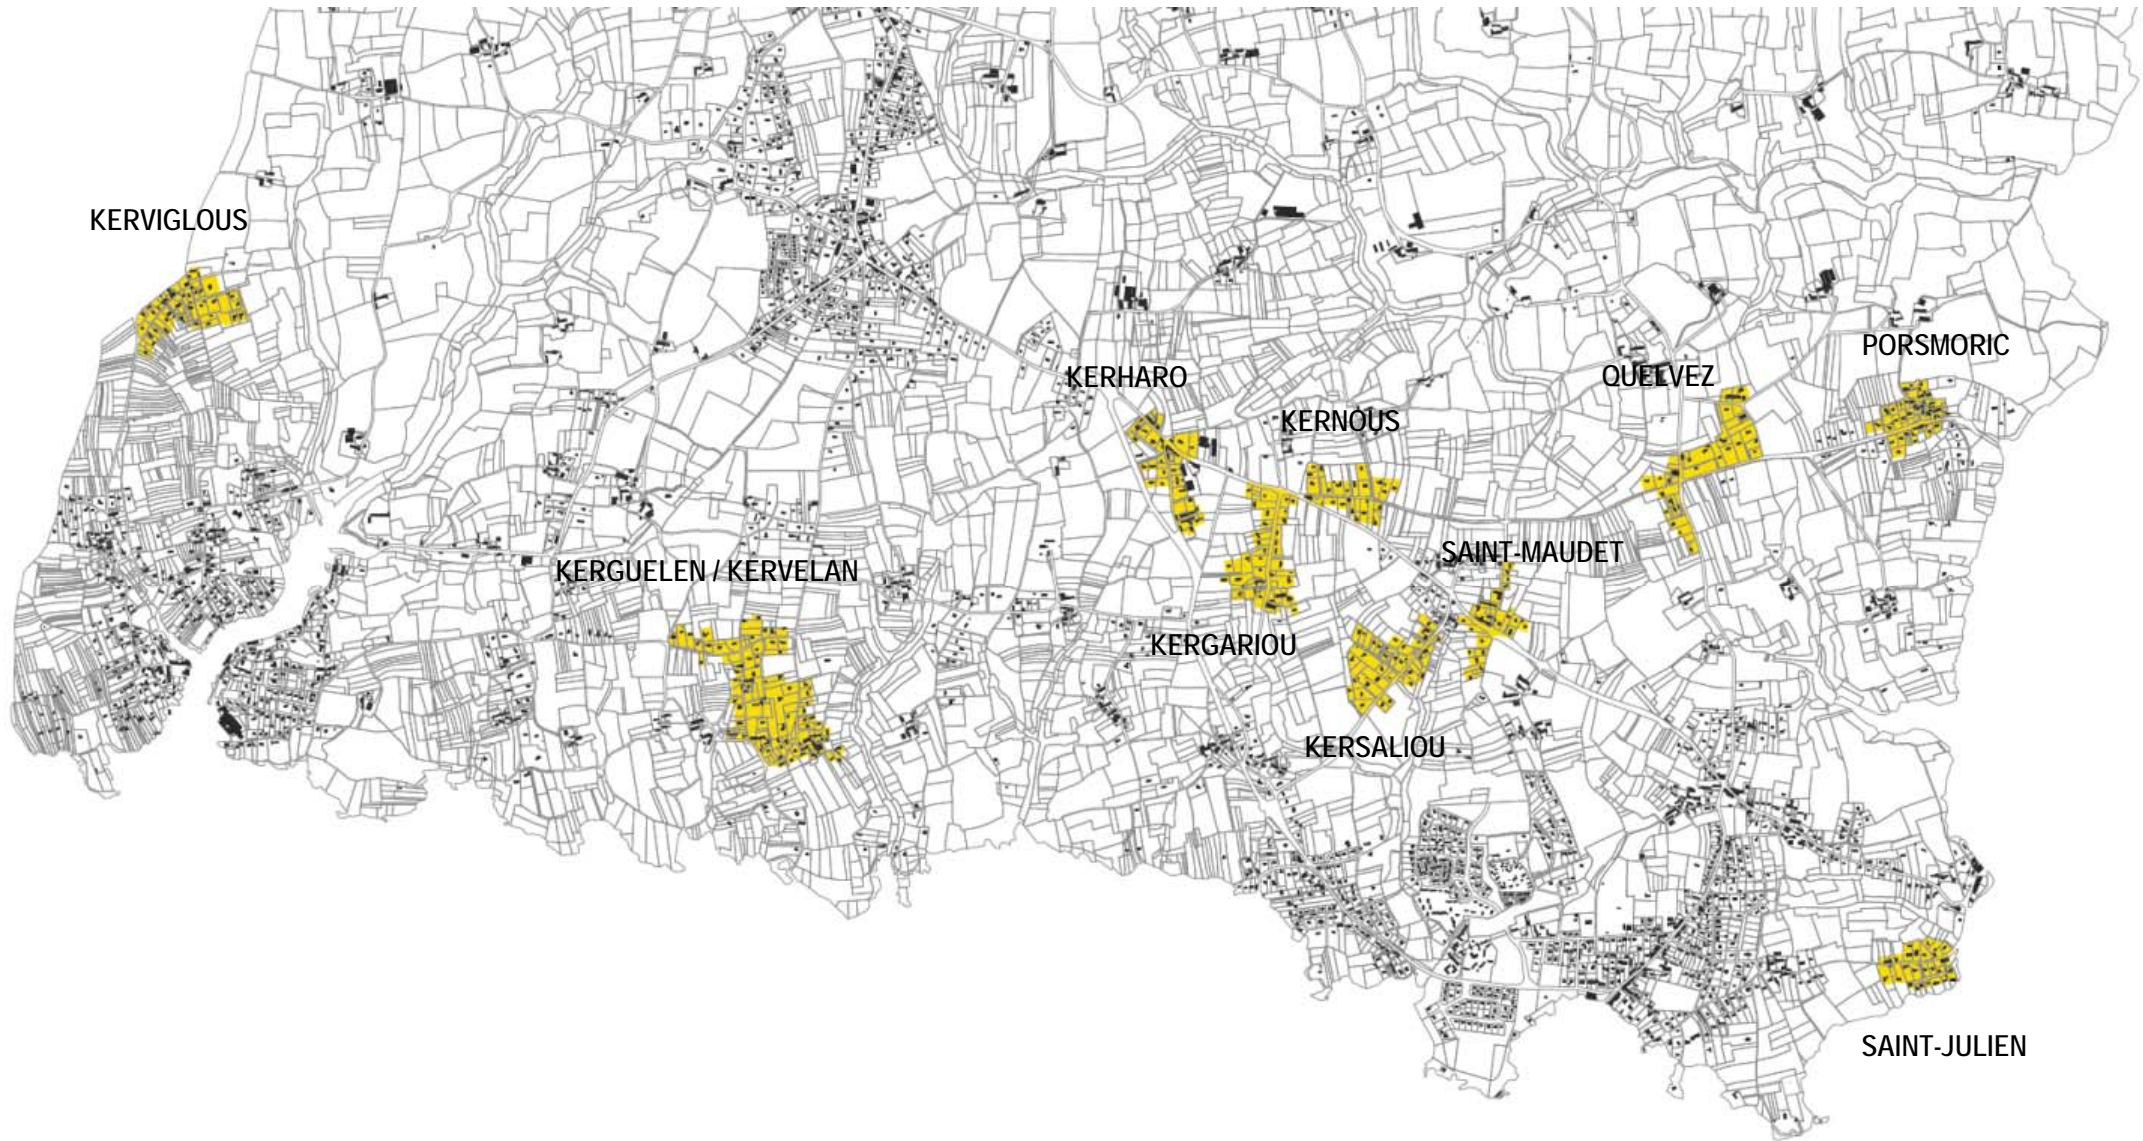 KERVIGLOUS
PORSMORIC
KERHARO
QUELVEZ
KERNOUS
SAINT-MAUDET
KERGUELEN / KERVELAN
KERGARIOU
KERSALIOU
SAINT-JULIEN